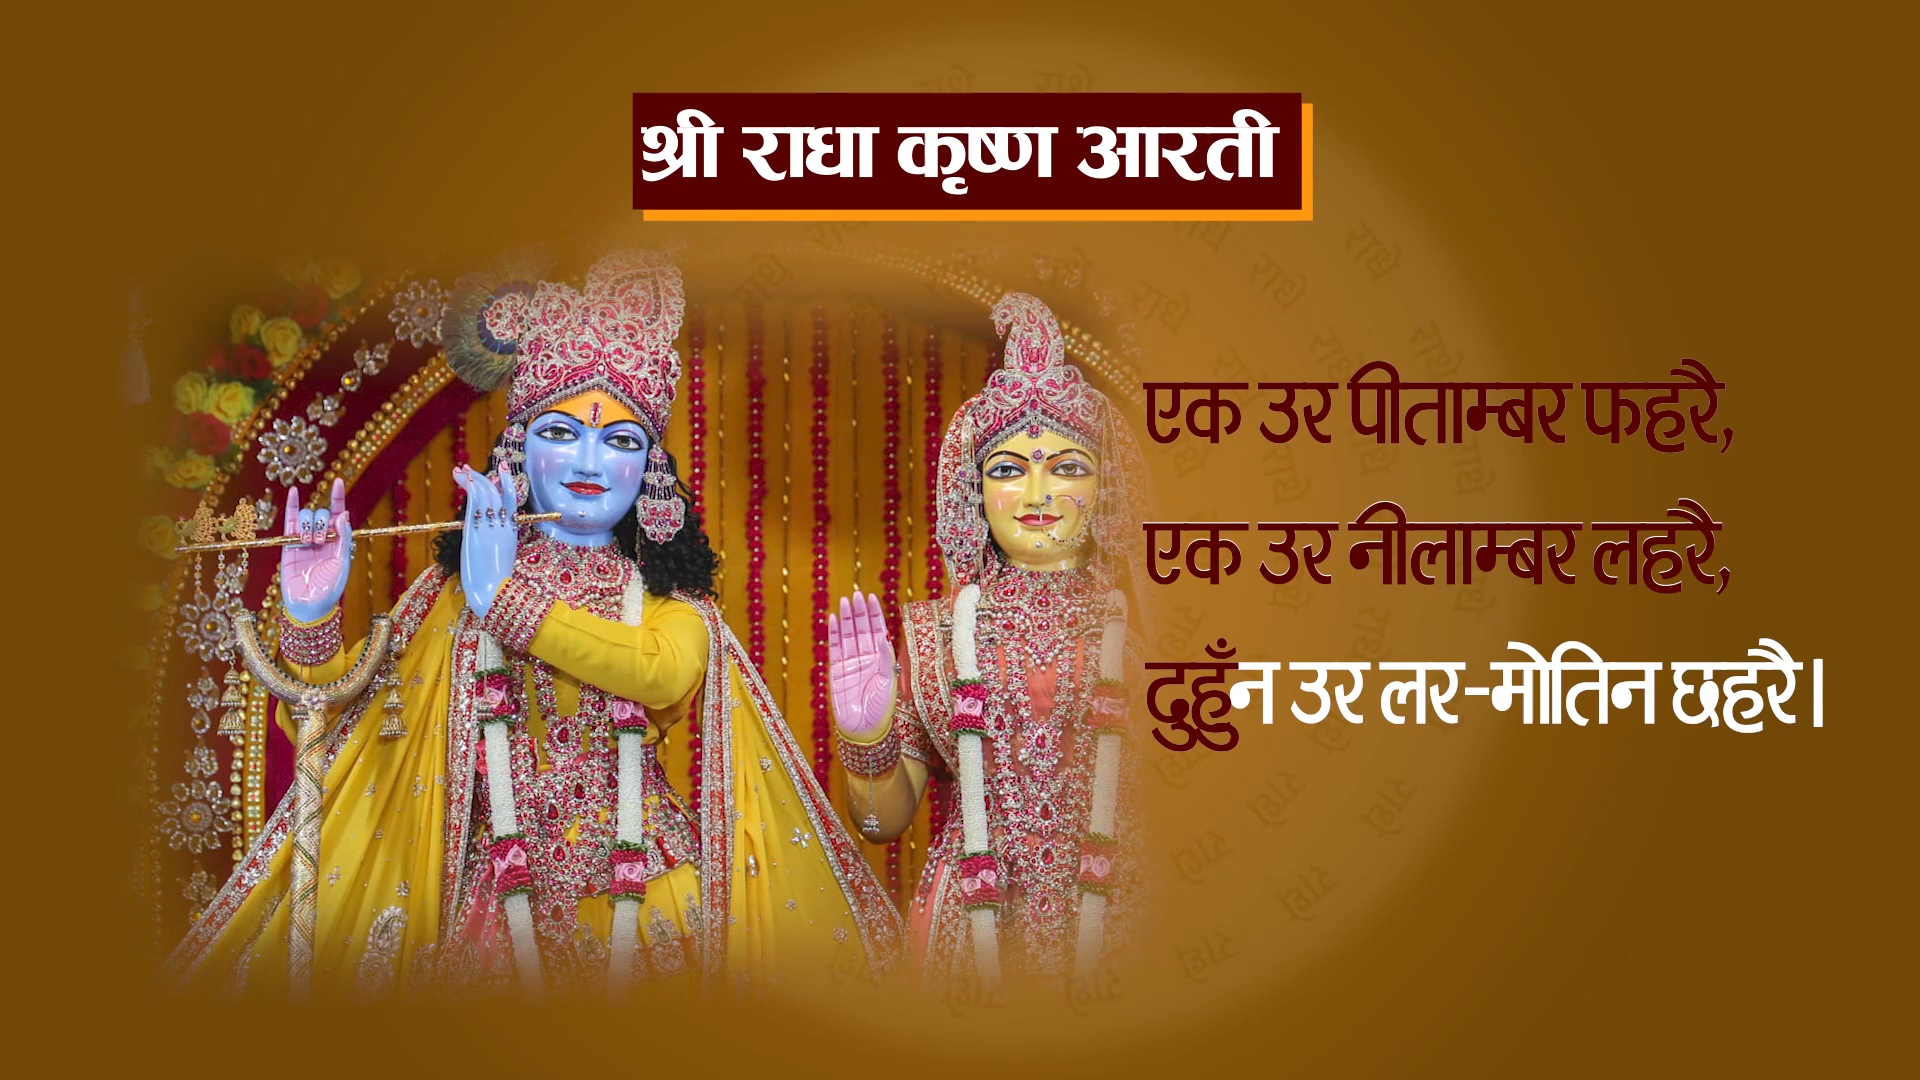 श्री राधा कृष्ण आरती
एक उर पीताम्बर फहरै,
एक उर नीलाम्बर लहरै,
दुहुँन उर लर-मोतिन छहरै।
राधे राधे राधे राधे राधे राधे राधे राधे